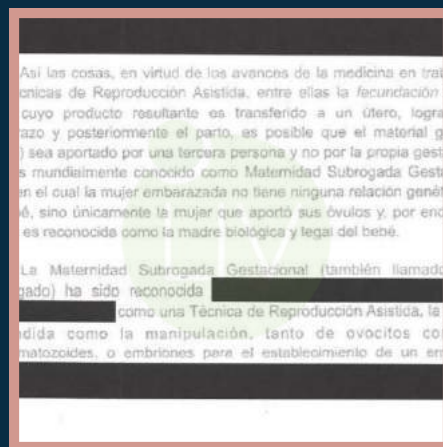 Así las cosas, en virtud de los avances de la medicina en tra
cnicas de Reproducción Asistida, entre ellas la fecundación
cuyo producto resultante es transferido a un útero, logra
azo y posteriormente el parto, es posible que el material g
) sea aportado por una tercera persona y no por la propia gest
s mundialmente conocido como Maternidad Subrogada Gesta
en el cual la mujer embarazada no tiene ninguna relación genét
é, sino únicamente la mujer que aportó sus óvulos y, por end
es reconocida como la madre biológica y legal del bebé.
La Maternidad Subrogada Gestacional (también llamado
gado) ha sido reconocida
como una Técnica de Reproducción Asistida, la
dida como la manipulación, tanto de ovocitos co
matozoides, o embriones para el establecimiento de un em